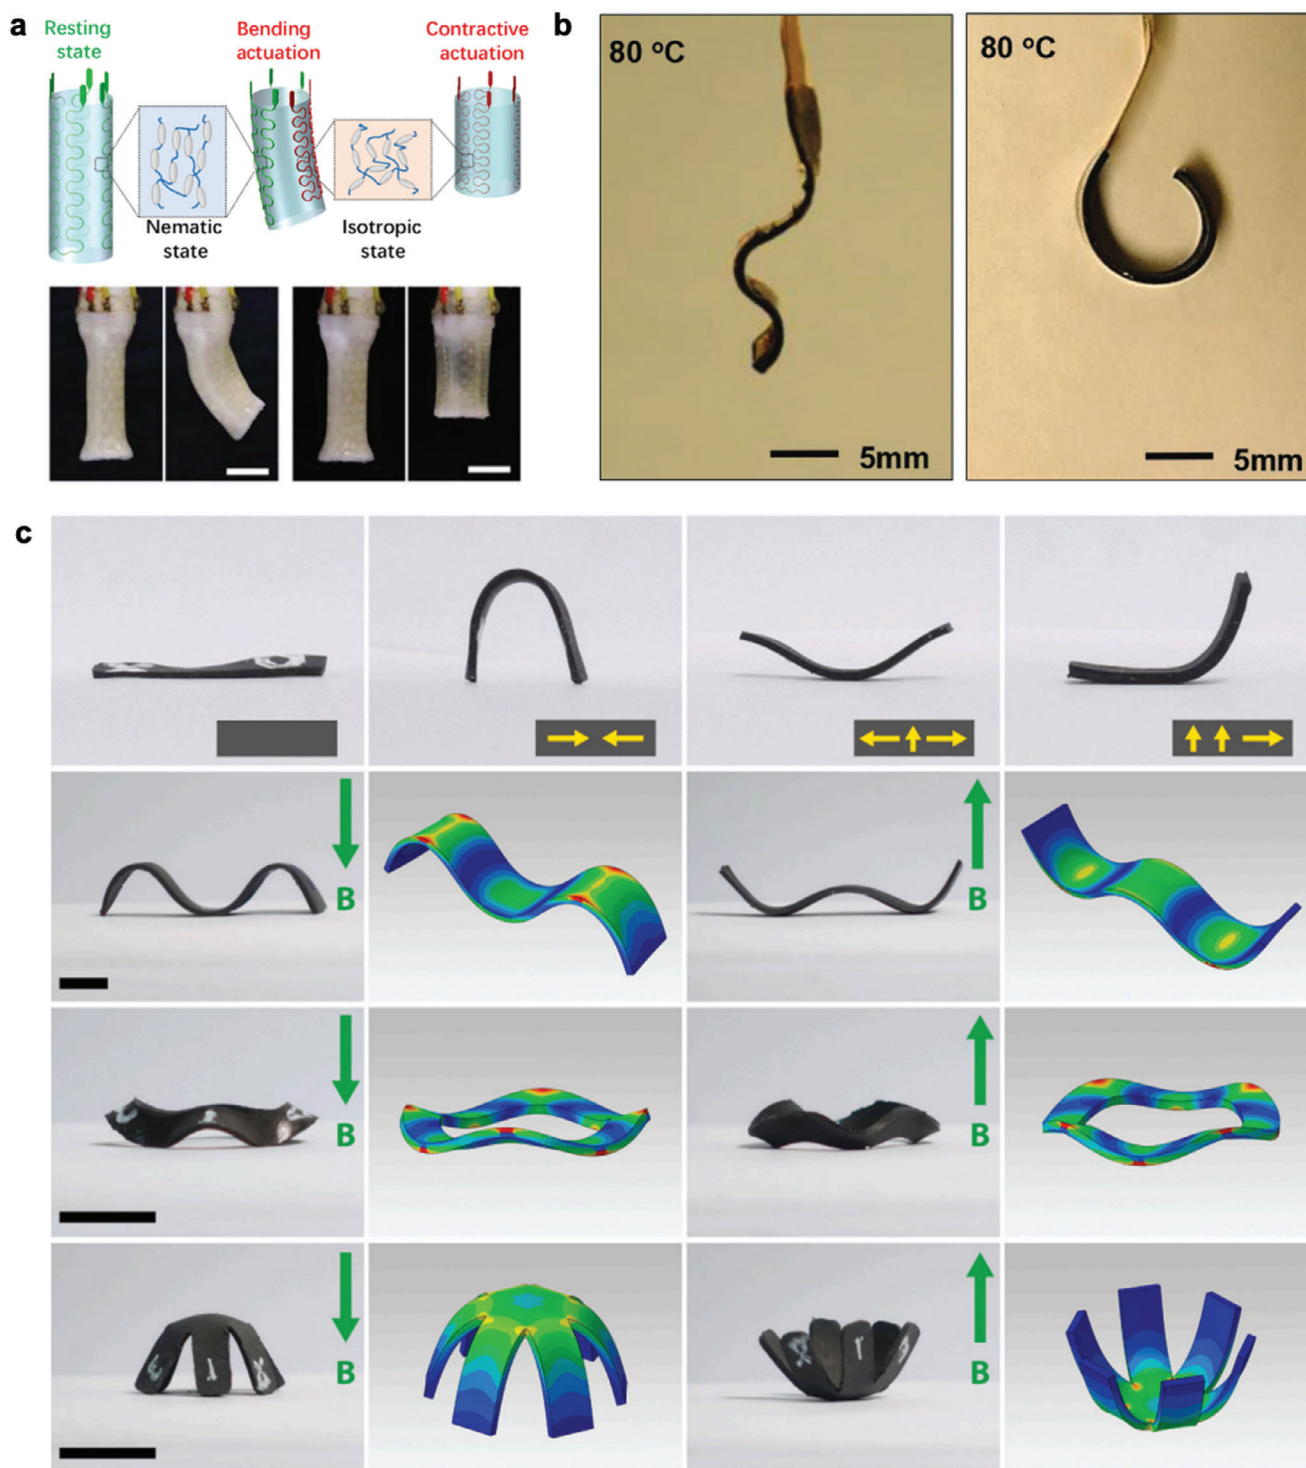 a
Resting
state
Bending
actuation
Contractive
actuation
Nematic
state
Isotropic
state
b
80 °C
5mm
80 °C
5mm
c
B
B
B
B
B
B